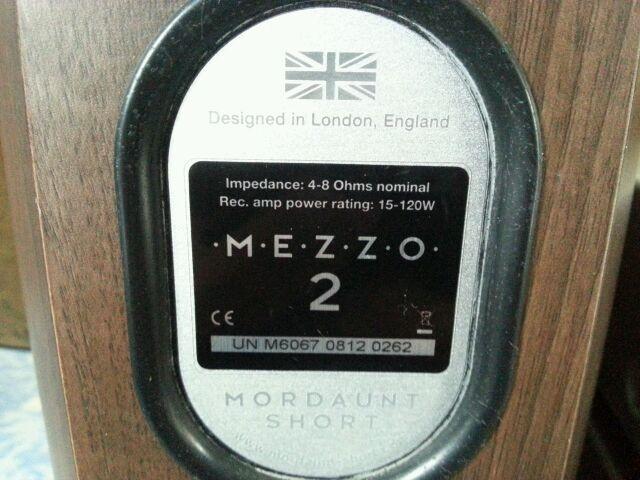 Designed in London, England
Impedance: 4-8 Ohms nominal
Rec. amp power rating: 15-120W
·M·E·Z·Z·O·
2
CE
UN M6067 0812 0262
MORDAUNT
SHORT